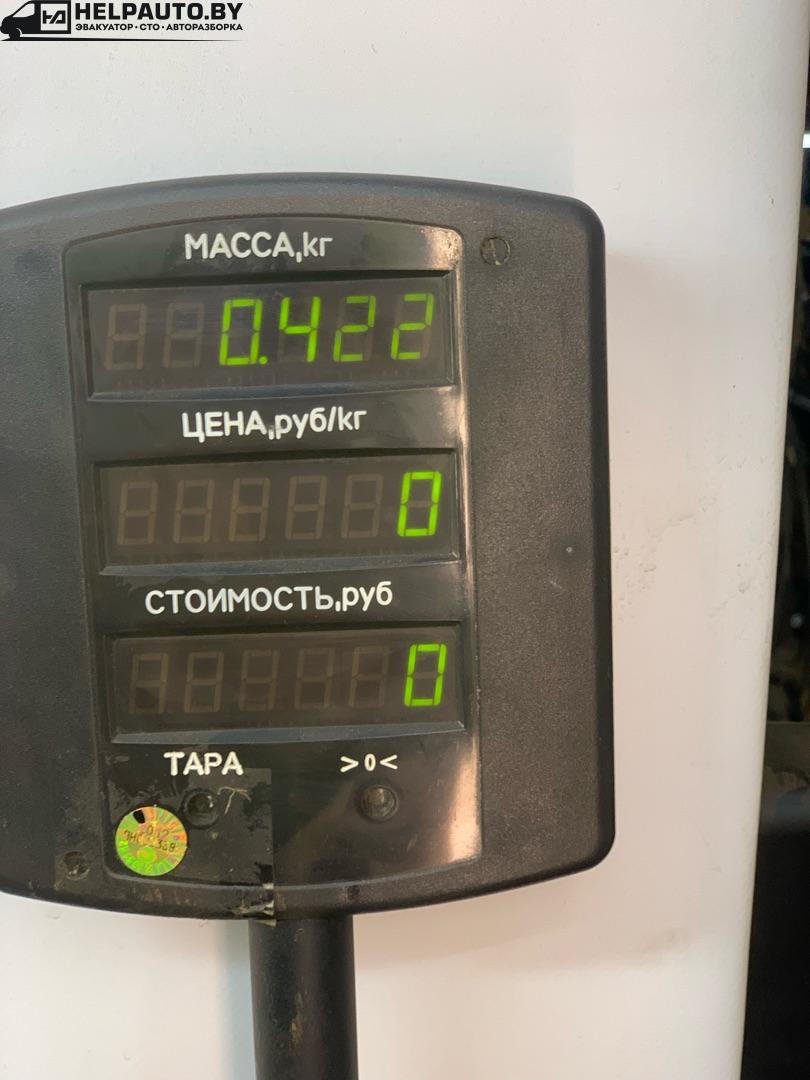 HELPAUTO.BY
ЭВАКУАТОР • СТО • АВТОРАЗБОРКА
МАССА,кг
0.422
ЦЕНА,руб/кг
0
СТОИМОСТЬ,руб
0
ТАРА >0<